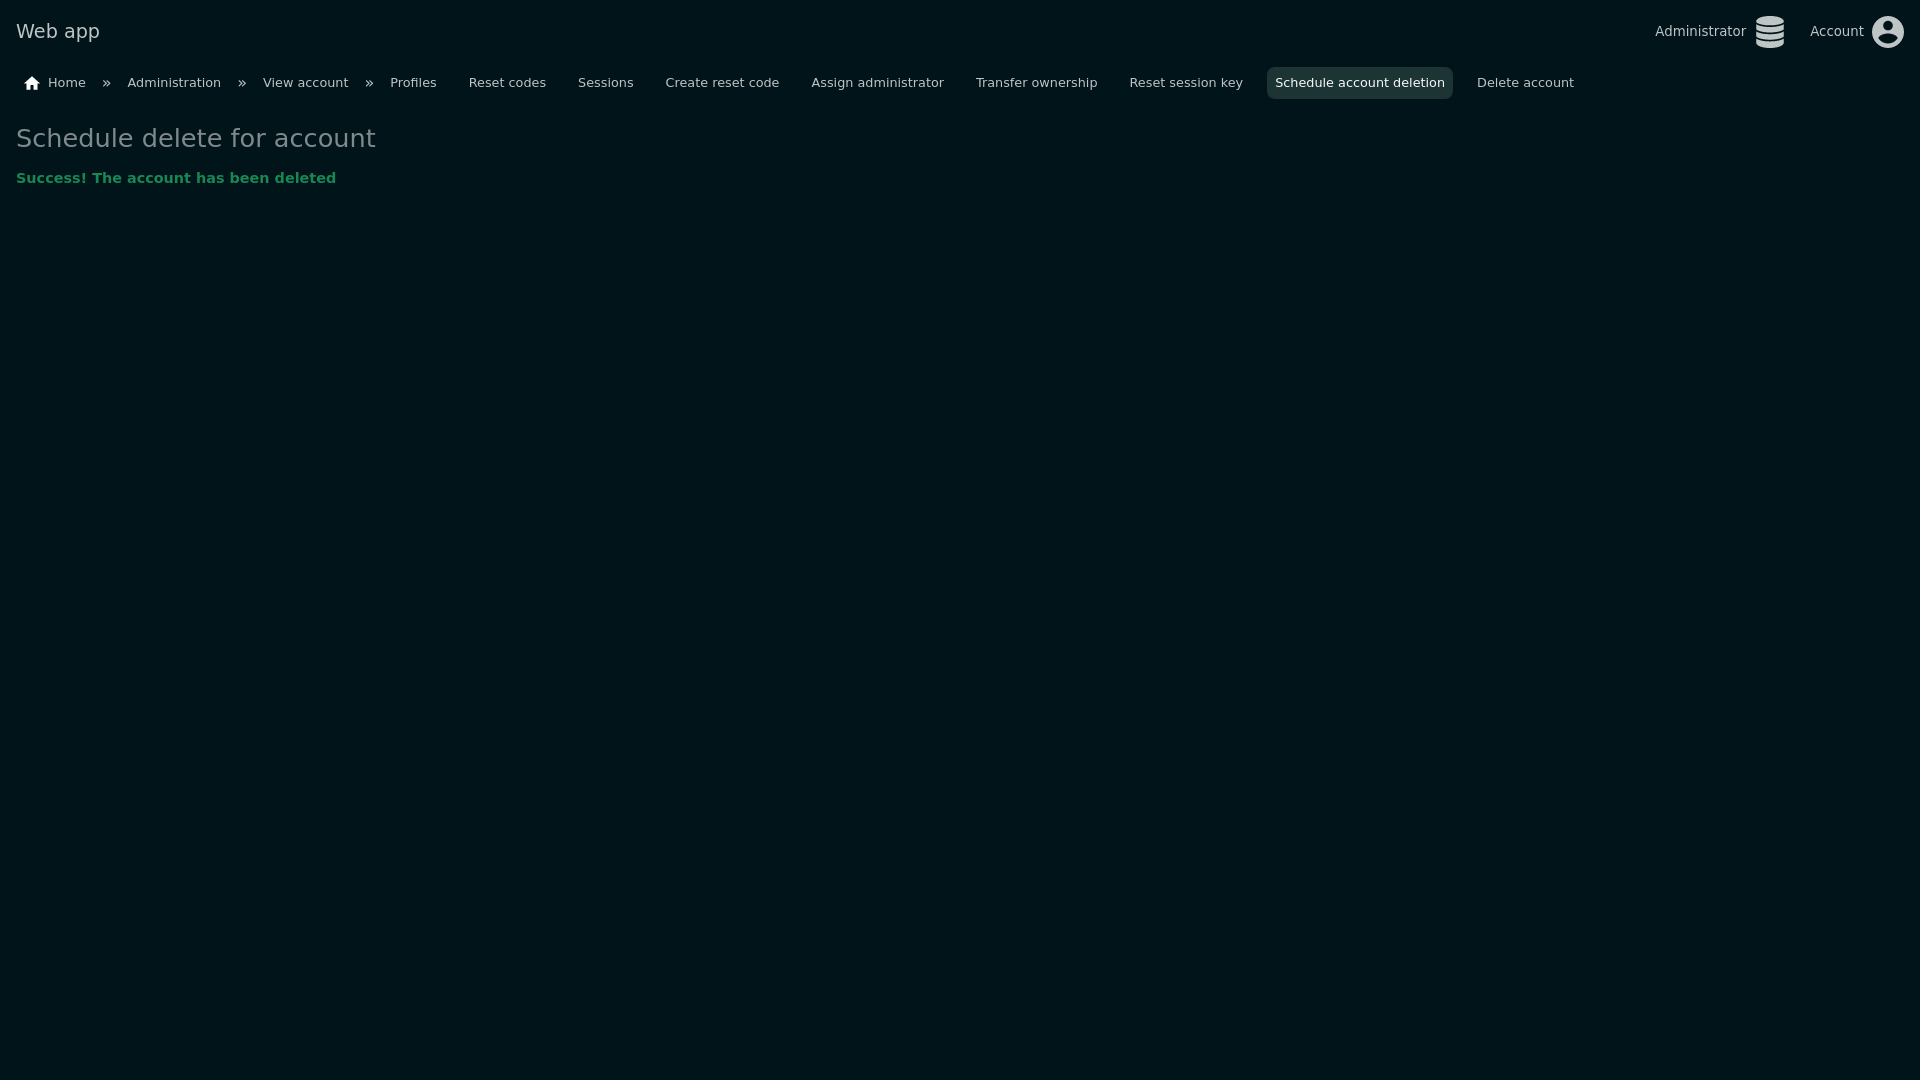 Web app
Administrator
Account
Home » Administration » View account » Profiles Reset codes Sessions Create reset code Assign administrator Transfer ownership Reset session key Schedule account deletion Delete account
Schedule delete for account
Success! The account has been deleted